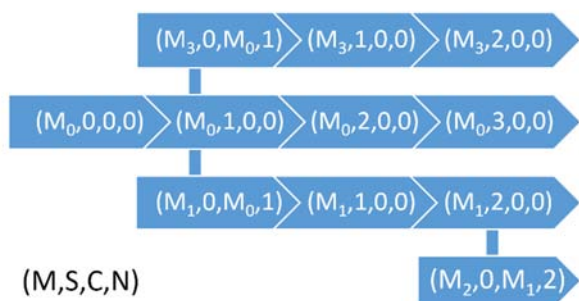 (M₃,0,M₀,1) (M₃,1,0,0) (M₃,2,0,0)
(M₀,0,0,0) (M₀,1,0,0) (M₀,2,0,0) (M₀,3,0,0)
(M₁,0,M₀,1) (M₁,1,0,0) (M₁,2,0,0)
(M,S,C,N) (M₂,0,M₁,2)